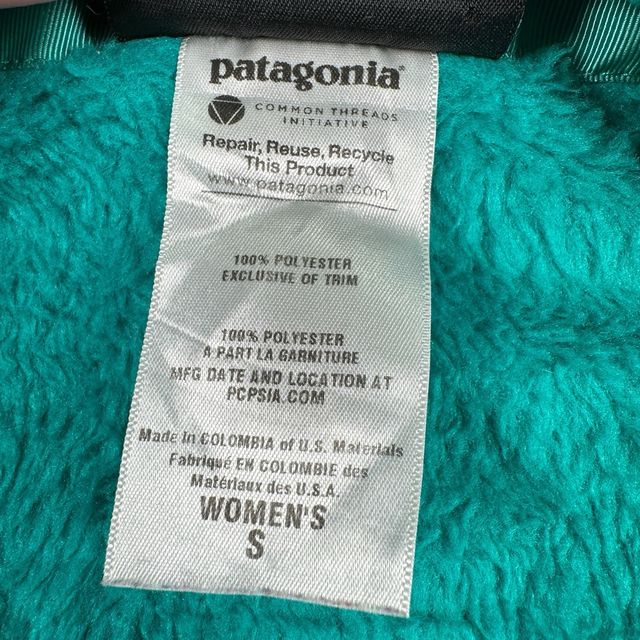 patagonia®
COMMON THREADS
INITIATIVE
Repair, Reuse, Recycle
This Product
www.patagonia.com
100% POLYESTER
EXCLUSIVE OF TRIM
100% POLYESTER
A PART LA GARNITURE
MFG DATE AND LOCATION AT
PCPSIA.COM
Made in COLOMBIA of U.S. Materials
Fabriqué EN COLOMBIE des
Matériaux des U.S.A.
WOMEN'S
S